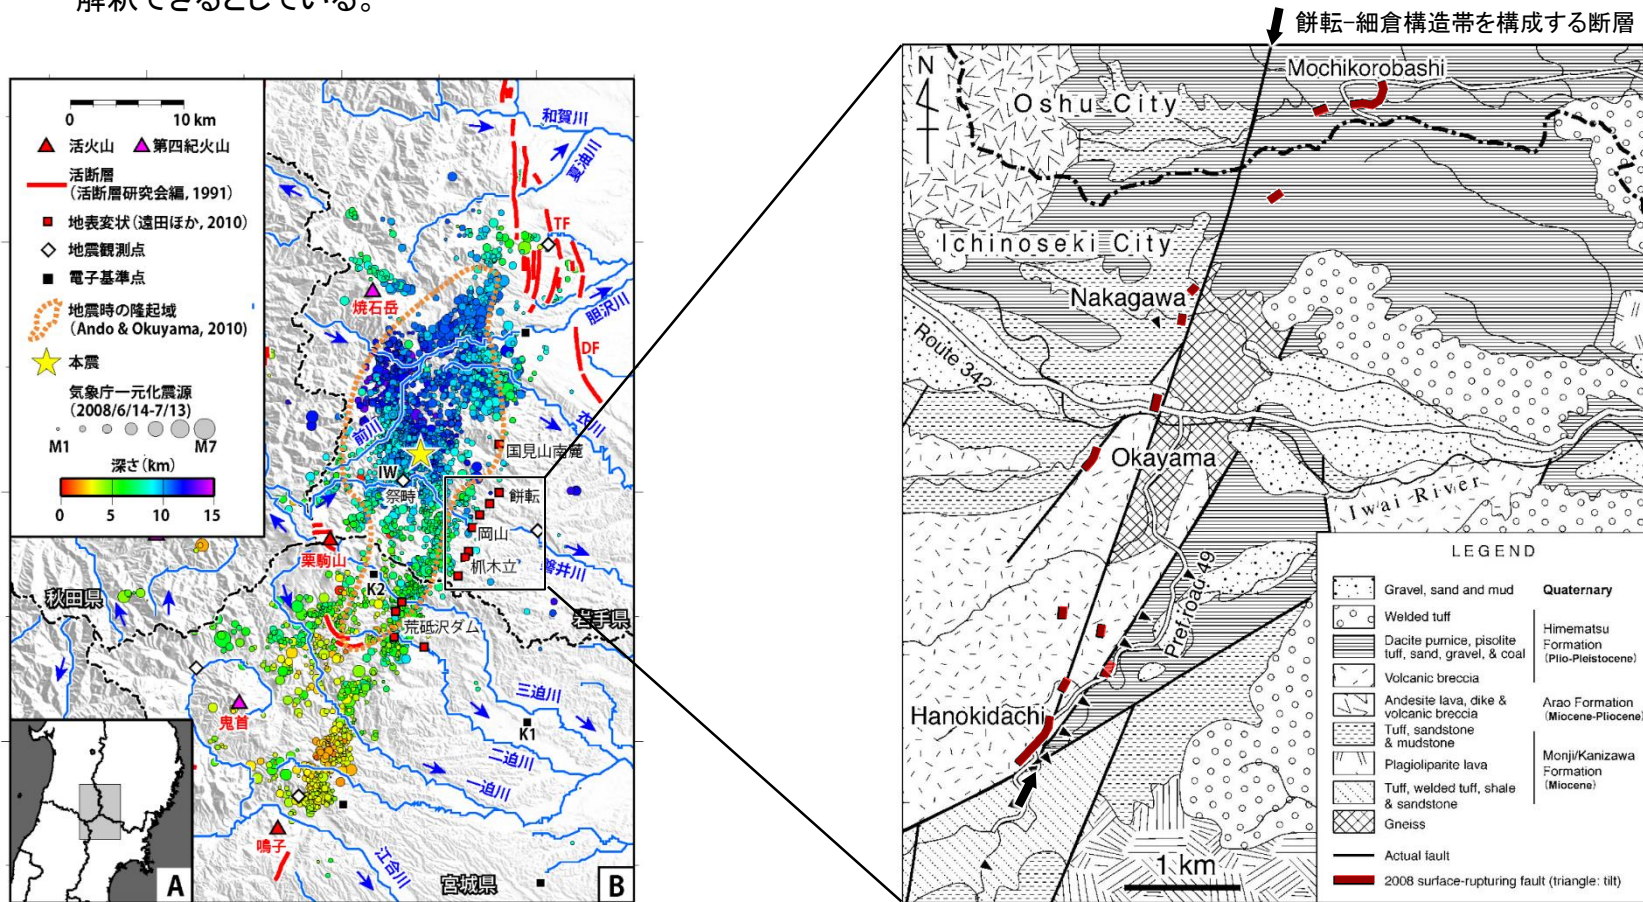 解釈できるとしている。
餅転−細倉構造帯を構成する断層
0
10 km
活火山
第四紀火山
活断層
(活断層研究会編, 1991)
地表変状(遠田ほか, 2010)
地震観測点
電子基準点
地震時の隆起域
(Ando & Okuyama, 2010)
本震
気象庁一元化震源
(2008/6/14-7/13)
M1
M7
深さ(km)
0
5
10
15
和賀川
夏油川
TF
焼石岳
胆沢川
DF
衣川
前川
国見山南麓
IW
祭畤
餅転
岡山
栗駒山
磐井川
枛木立
K2
秋田県
岩手県
荒砥沢ダム
三迫川
鬼首
K1
二迫川
一迫川
鳴子
江合川
宮城県
A
B
N
Mochikorobashi
Oshu City
Ichinoseki City
Nakagawa
Route 342
Okayama
Iwai River
Pref.road 49
Hanokidachi
1 km
LEGEND
Gravel, sand and mud
Quaternary
Welded tuff
Dacite pumice, pisolite
tuff, sand, gravel, & coal
Himematsu
Formation
(Plio-Pleistocene)
Volcanic breccia
Andesite lava, dike &
volcanic breccia
Arao Formation
(Miocene-Pliocene)
Tuff, sandstone
& mudstone
Plagioliparite lava
Monji/Kanizawa
Formation
(Miocene)
Tuff, welded tuff, shale
& sandstone
Gneiss
Actual fault
2008 surface-rupturing fault (triangle: tilt)